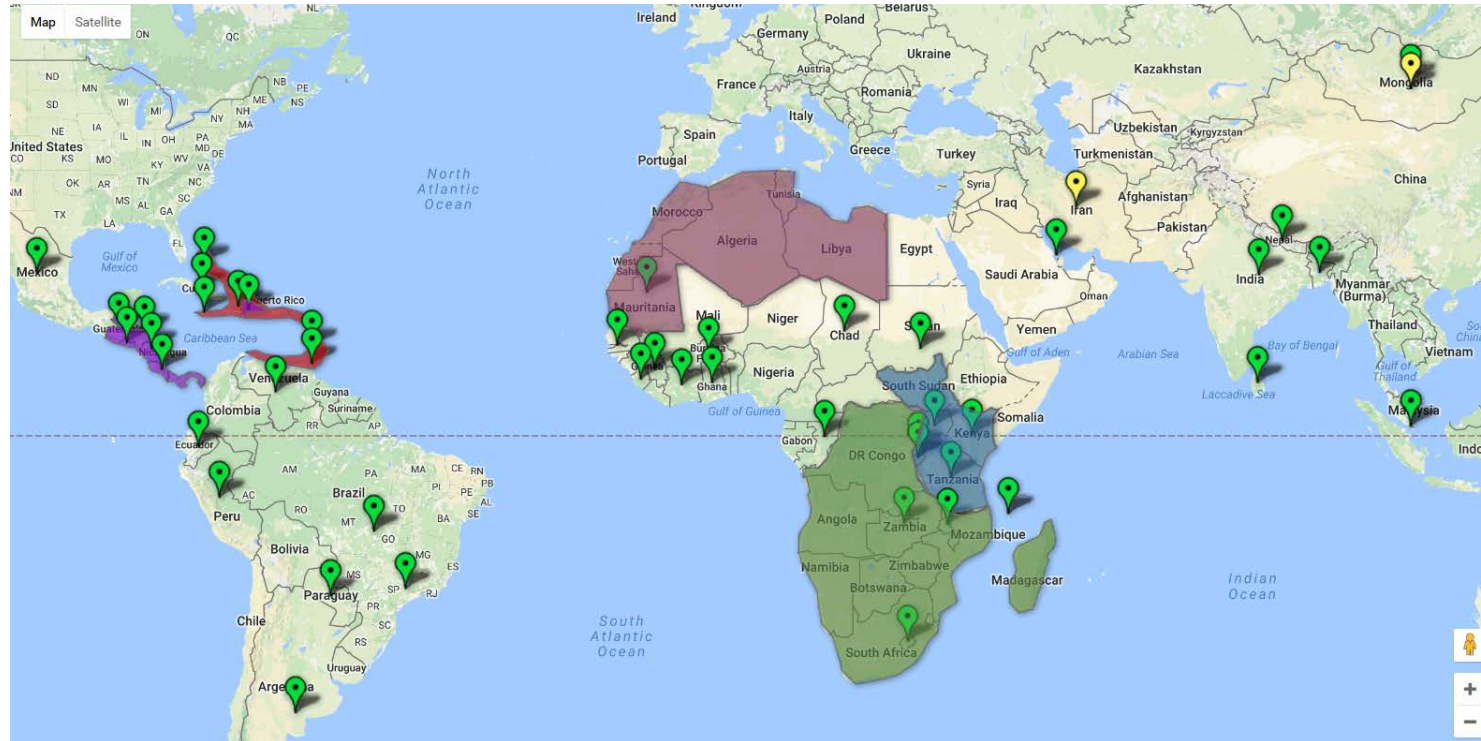 Map Satellite
NL
Ireland
Poland
Belarus
ON
QC
Germany
Ukraine
Kazakhstan
ND
MN
NB
PE
Austria
France
Romania
Mongolia
SD
WI
MI
NH
ME
NS
NY
MA
Italy
Uzbekistan
Kyrgyzstan
NE
IA
IL
IN
OH
PA
MD
DE
Spain
Greece
Turkey
Turkmenistan
United States
CO
KS
MO
KY
WV
VA
Portugal
Syria
Iraq
Iran
Afghanistan
China
NM
OK
AR
TN
NC
North
Atlantic
Ocean
Tunisia
TX
MS
AL
GA
SC
LA
Morocco
Algeria
Libya
Egypt
Pakistan
FL
Gulf of
Mexico
Mexico
Nepal
India
Saudi Arabia
Oman
Myanmar
(Burma)
Puerto Rico
Mauritania
Mali
Niger
Chad
Yemen
Thailand
Vietnam
Caribbean Sea
Nigeria
Ghana
Gulf of Aden
Arabian Sea
Bay of Bengal
Gulf of
Thailand
Venezuela
Guyana
Suriname
Colombia
South Sudan
Ethiopia
Somalia
Laccadive Sea
Malaysia
RR
AP
Gulf of Guinea
Ecuador
Gabon
Kenya
DR Congo
Tanzania
AM
PA
MA
CE
RN
PB
PI
PE
AL
SE
AC
Brazil
TO
RO
MT
BA
Peru
GO
Angola
Zambia
Mozambique
Bolivia
MG
ES
MS
SP
RJ
Namibia
Zimbabwe
Botswana
Madagascar
Indian
Ocean
Paraguay
PR
Chile
SC
South
Atlantic
Ocean
RS
South Africa
Uruguay
Argentina
+
−